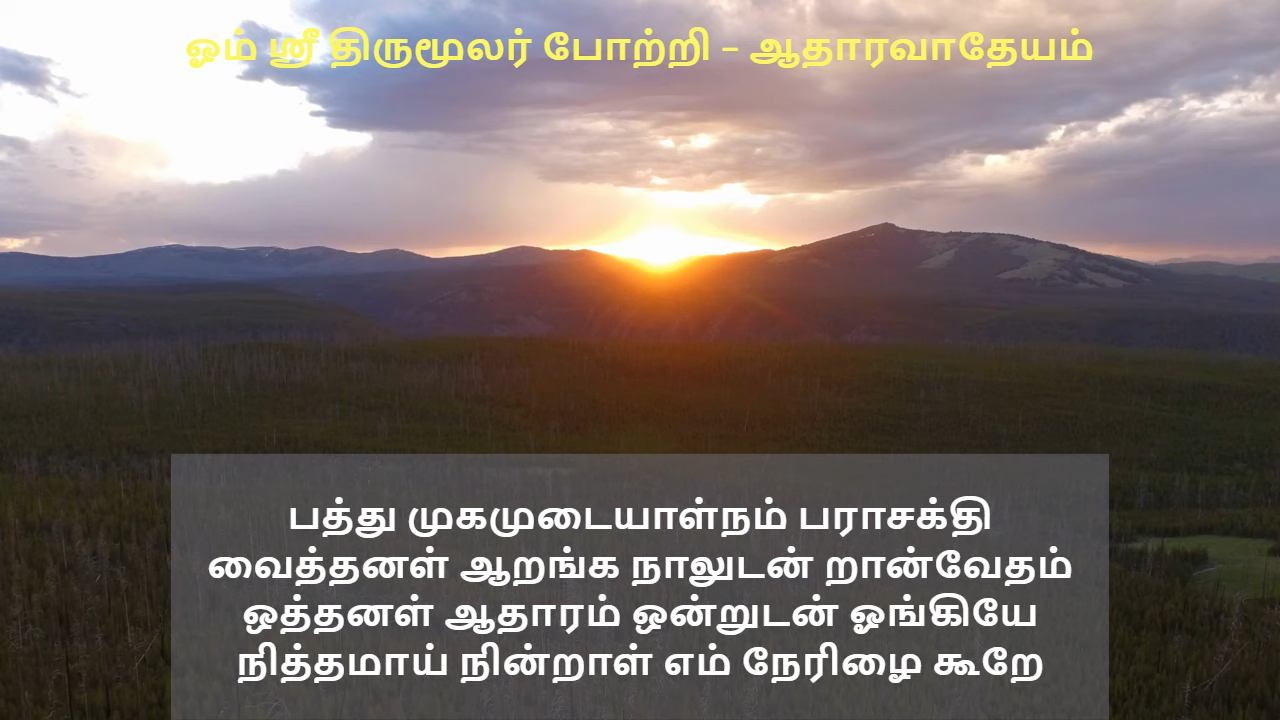 ஓம் ஸ்ரீ திருமூலர் போற்றி – ஆதாரவாதேயம்
பத்து முகமுடையாள்நம் பராசக்தி
வைத்தனள் ஆறங்க நாலுடன் றான்வேதம்
ஒத்தனள் ஆதாரம் ஒன்றுடன் ஓங்கியே
நித்தமாய் நின்றாள் எம் நேரிழை கூறே